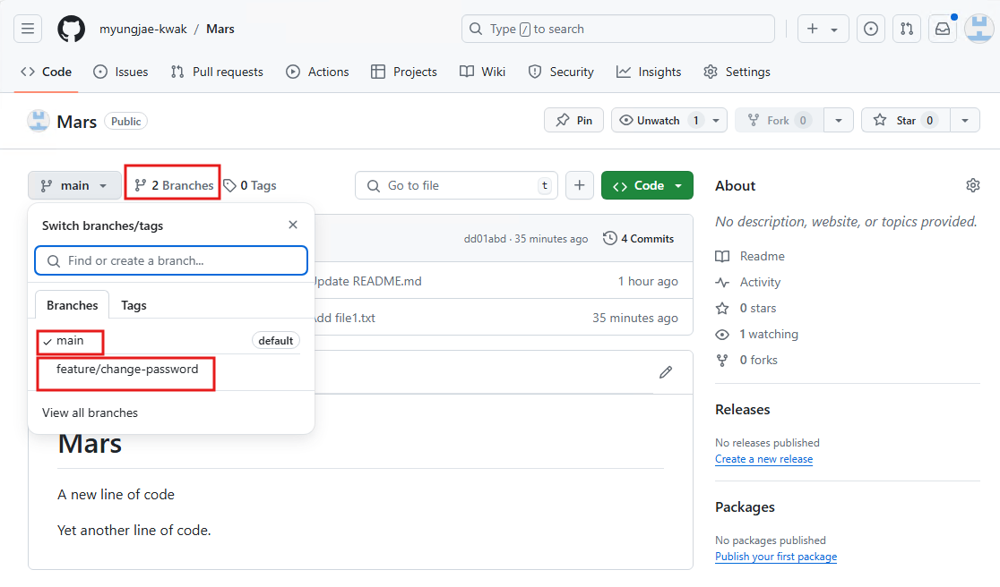 myungjae-kwak / Mars
Type / to search
Code
Issues
Pull requests
Actions
Projects
Wiki
Security
Insights
Settings
Mars Public
Pin
Unwatch 1
Fork 0
Star 0
main
2 Branches
0 Tags
Go to file t
Code
Switch branches/tags
Find or create a branch...
Branches Tags
main default
feature/change-password
View all branches
dd01abd · 35 minutes ago 4 Commits
Update README.md 1 hour ago
Add file1.txt 35 minutes ago
Mars
A new line of code
Yet another line of code.
About
No description, website, or topics provided.
Readme
Activity
0 stars
1 watching
0 forks
Releases
No releases published
Create a new release
Packages
No packages published
Publish your first package